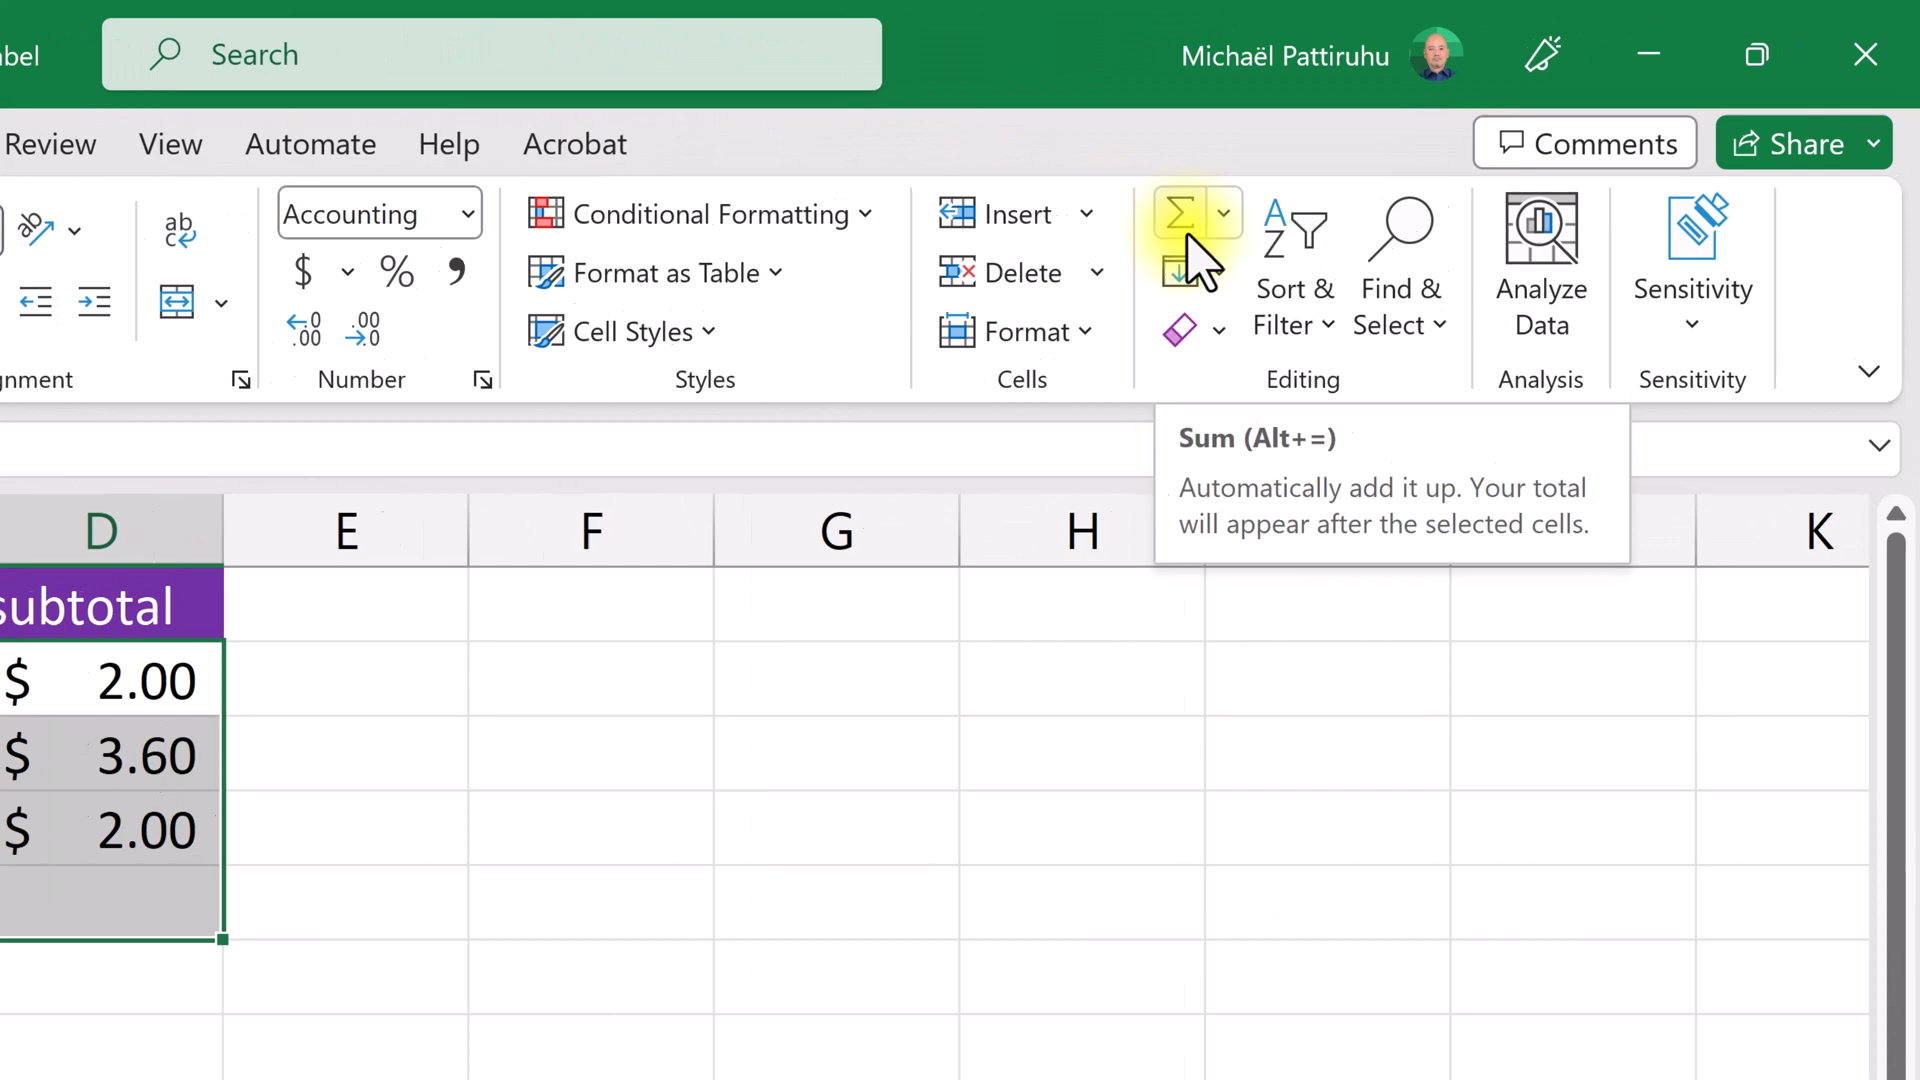 Search
Michaël Pattiruhu
Review View Automate Help Acrobat
Comments
Share
ab
c
Accounting
Conditional Formatting
Insert
$ % ,
Format as Table
Delete
Sort &
Filter
Find &
Select
Analyze
Data
Sensitivity
Cell Styles
Format
Number
Styles
Cells
Editing
Analysis
Sensitivity
Sum (Alt+=)
Automatically add it up. Your total
will appear after the selected cells.
D E F G H K
subtotal
$ 2.00
$ 3.60
$ 2.00